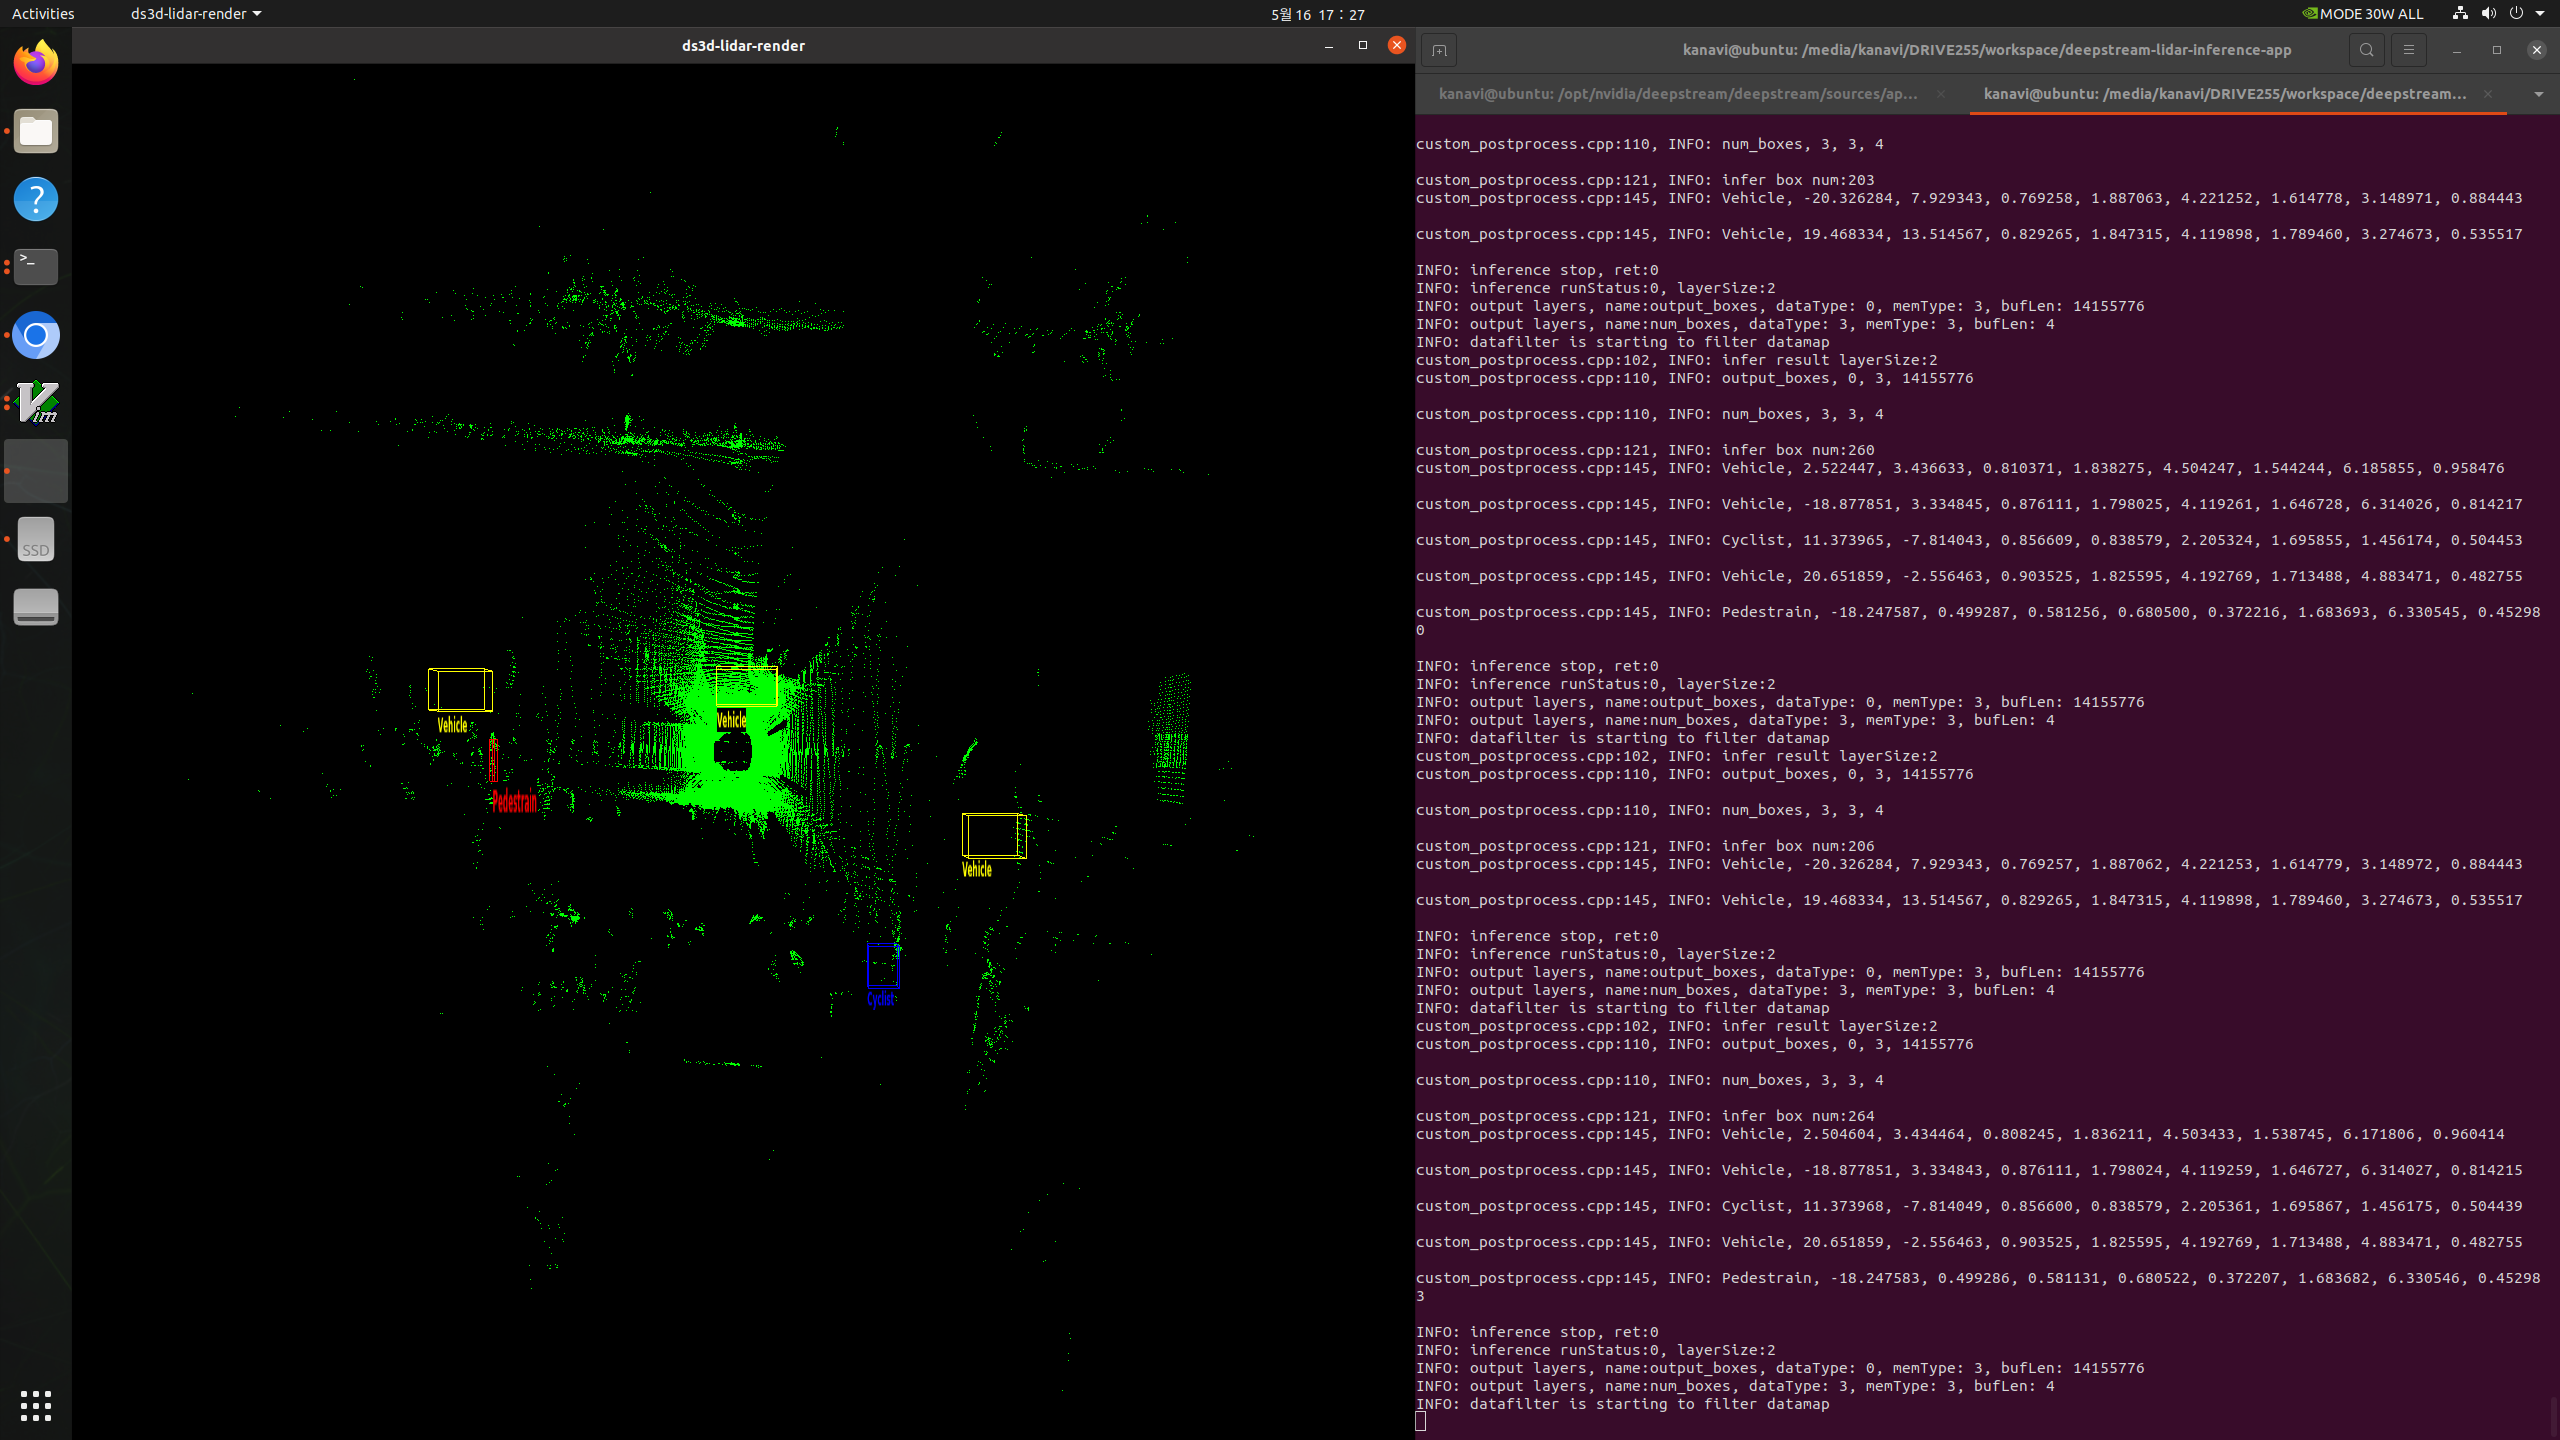 Activities
ds3d-lidar-render
5월 16 17 : 27
MODE 30W ALL
ds3d-lidar-render
SSD
Vehicle
Vehicle
Pedestrain
Vehicle
Cyclist
kanavi@ubuntu: /media/kanavi/DRIVE255/workspace/deepstream-lidar-inference-app
kanavi@ubuntu: /opt/nvidia/deepstream/deepstream/sources/ap...
kanavi@ubuntu: /media/kanavi/DRIVE255/workspace/deepstream...
custom_postprocess.cpp:110, INFO: num_boxes, 3, 3, 4
custom_postprocess.cpp:121, INFO: infer box num:203
custom_postprocess.cpp:145, INFO: Vehicle, -20.326284, 7.929343, 0.769258, 1.887063, 4.221252, 1.614778, 3.148971, 0.884443
custom_postprocess.cpp:145, INFO: Vehicle, 19.468334, 13.514567, 0.829265, 1.847315, 4.119898, 1.789460, 3.274673, 0.535517
INFO: inference stop, ret:0
INFO: inference runStatus:0, layerSize:2
INFO: output layers, name:output_boxes, dataType: 0, memType: 3, bufLen: 14155776
INFO: output layers, name:num_boxes, dataType: 3, memType: 3, bufLen: 4
INFO: datafilter is starting to filter datamap
custom_postprocess.cpp:102, INFO: infer result layerSize:2
custom_postprocess.cpp:110, INFO: output_boxes, 0, 3, 14155776
custom_postprocess.cpp:110, INFO: num_boxes, 3, 3, 4
custom_postprocess.cpp:121, INFO: infer box num:260
custom_postprocess.cpp:145, INFO: Vehicle, 2.522447, 3.436633, 0.810371, 1.838275, 4.504247, 1.544244, 6.185855, 0.958476
custom_postprocess.cpp:145, INFO: Vehicle, -18.877851, 3.334845, 0.876111, 1.798025, 4.119261, 1.646728, 6.314026, 0.814217
custom_postprocess.cpp:145, INFO: Cyclist, 11.373965, -7.814043, 0.856609, 0.838579, 2.205324, 1.695855, 1.456174, 0.504453
custom_postprocess.cpp:145, INFO: Vehicle, 20.651859, -2.556463, 0.903525, 1.825595, 4.192769, 1.713488, 4.883471, 0.482755
custom_postprocess.cpp:145, INFO: Pedestrain, -18.247587, 0.499287, 0.581256, 0.680500, 0.372216, 1.683693, 6.330545, 0.45298
0
INFO: inference stop, ret:0
INFO: inference runStatus:0, layerSize:2
INFO: output layers, name:output_boxes, dataType: 0, memType: 3, bufLen: 14155776
INFO: output layers, name:num_boxes, dataType: 3, memType: 3, bufLen: 4
INFO: datafilter is starting to filter datamap
custom_postprocess.cpp:102, INFO: infer result layerSize:2
custom_postprocess.cpp:110, INFO: output_boxes, 0, 3, 14155776
custom_postprocess.cpp:110, INFO: num_boxes, 3, 3, 4
custom_postprocess.cpp:121, INFO: infer box num:206
custom_postprocess.cpp:145, INFO: Vehicle, -20.326284, 7.929343, 0.769257, 1.887062, 4.221253, 1.614779, 3.148972, 0.884443
custom_postprocess.cpp:145, INFO: Vehicle, 19.468334, 13.514567, 0.829265, 1.847315, 4.119898, 1.789460, 3.274673, 0.535517
INFO: inference stop, ret:0
INFO: inference runStatus:0, layerSize:2
INFO: output layers, name:output_boxes, dataType: 0, memType: 3, bufLen: 14155776
INFO: output layers, name:num_boxes, dataType: 3, memType: 3, bufLen: 4
INFO: datafilter is starting to filter datamap
custom_postprocess.cpp:102, INFO: infer result layerSize:2
custom_postprocess.cpp:110, INFO: output_boxes, 0, 3, 14155776
custom_postprocess.cpp:110, INFO: num_boxes, 3, 3, 4
custom_postprocess.cpp:121, INFO: infer box num:264
custom_postprocess.cpp:145, INFO: Vehicle, 2.504604, 3.434464, 0.808245, 1.836211, 4.503433, 1.538745, 6.171806, 0.960414
custom_postprocess.cpp:145, INFO: Vehicle, -18.877851, 3.334843, 0.876111, 1.798024, 4.119259, 1.646727, 6.314027, 0.814215
custom_postprocess.cpp:145, INFO: Cyclist, 11.373968, -7.814049, 0.856600, 0.838579, 2.205361, 1.695867, 1.456175, 0.504439
custom_postprocess.cpp:145, INFO: Vehicle, 20.651859, -2.556463, 0.903525, 1.825595, 4.192769, 1.713488, 4.883471, 0.482755
custom_postprocess.cpp:145, INFO: Pedestrain, -18.247583, 0.499286, 0.581131, 0.680522, 0.372207, 1.683682, 6.330546, 0.45298
3
INFO: inference stop, ret:0
INFO: inference runStatus:0, layerSize:2
INFO: output layers, name:output_boxes, dataType: 0, memType: 3, bufLen: 14155776
INFO: output layers, name:num_boxes, dataType: 3, memType: 3, bufLen: 4
INFO: datafilter is starting to filter datamap